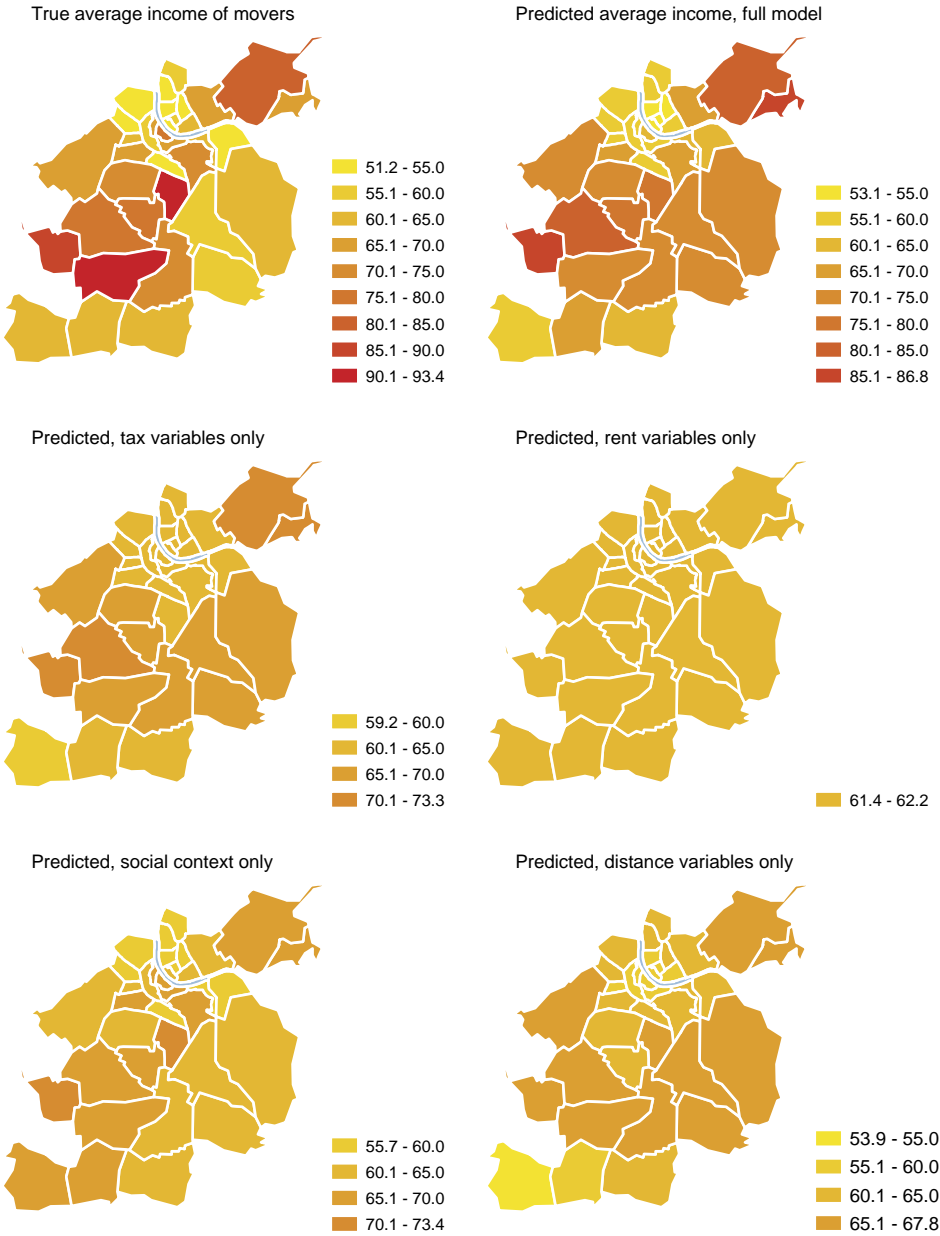 True average income of movers
51.2 - 55.0
55.1 - 60.0
60.1 - 65.0
65.1 - 70.0
70.1 - 75.0
75.1 - 80.0
80.1 - 85.0
85.1 - 90.0
90.1 - 93.4
Predicted average income, full model
53.1 - 55.0
55.1 - 60.0
60.1 - 65.0
65.1 - 70.0
70.1 - 75.0
75.1 - 80.0
80.1 - 85.0
85.1 - 86.8
Predicted, tax variables only
59.2 - 60.0
60.1 - 65.0
65.1 - 70.0
70.1 - 73.3
Predicted, rent variables only
61.4 - 62.2
Predicted, social context only
55.7 - 60.0
60.1 - 65.0
65.1 - 70.0
70.1 - 73.4
Predicted, distance variables only
53.9 - 55.0
55.1 - 60.0
60.1 - 65.0
65.1 - 67.8